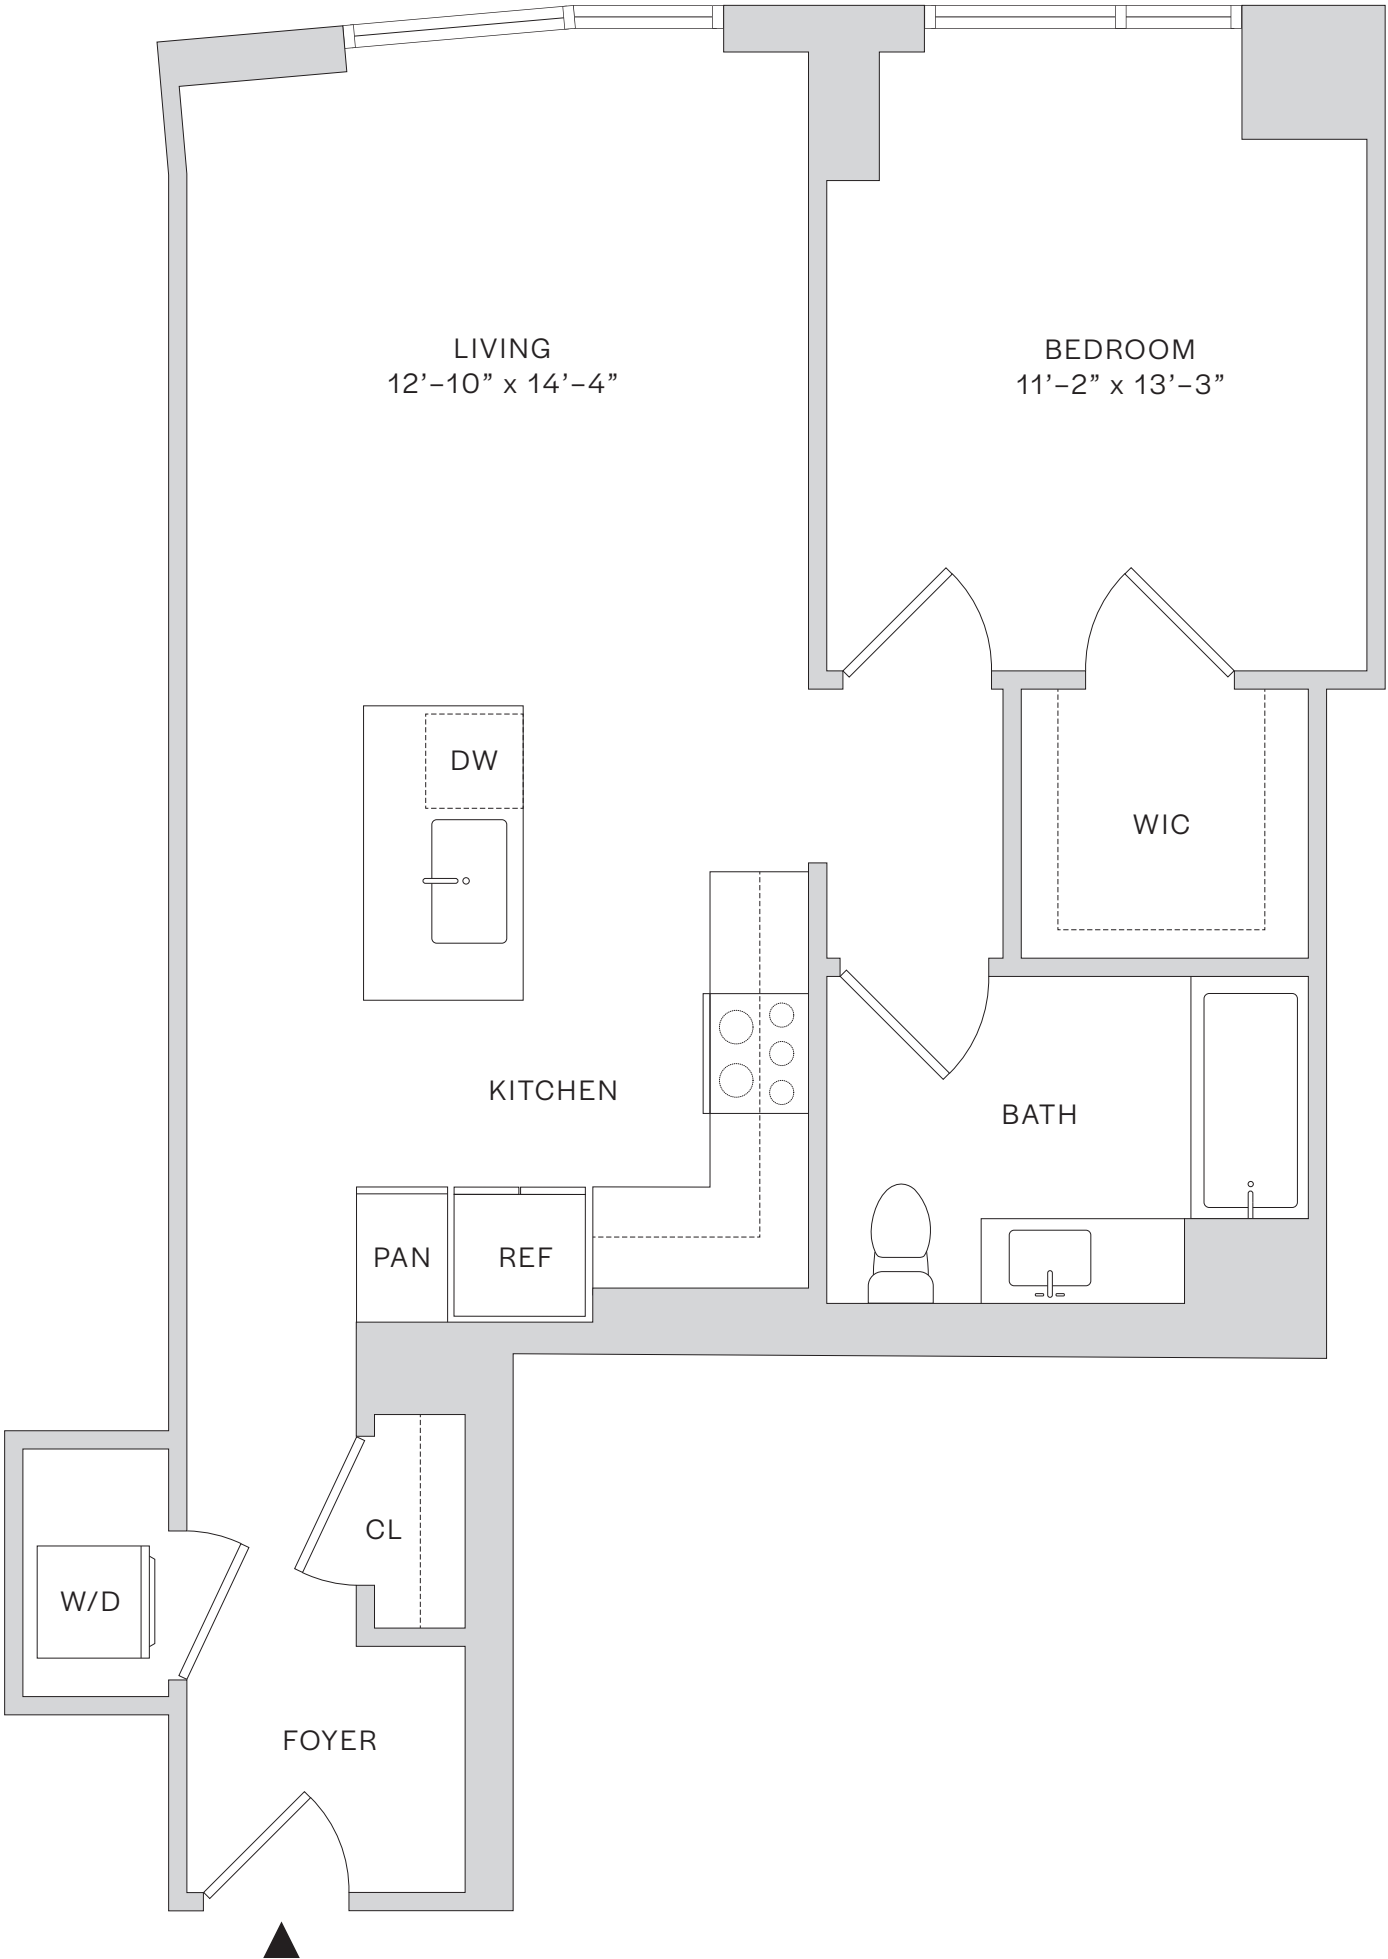 LIVING
12’–10” x 14’–4”
BEDROOM
11’–2” x 13’–3”
DW
WIC
KITCHEN
BATH
PAN
REF
CL
W/D
FOYER